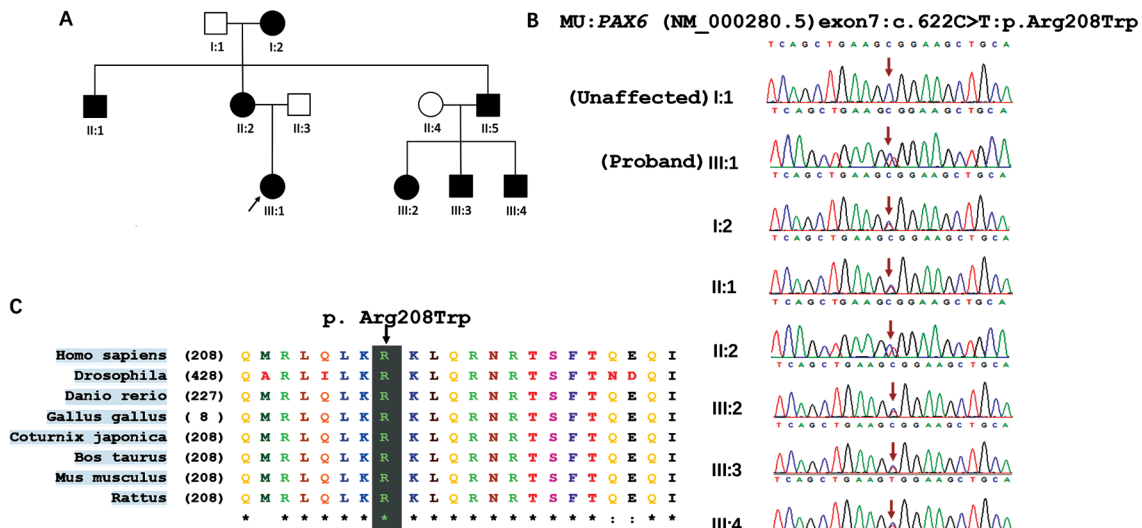 A
I:1
I:2
II:1
II:2
II:3
II:4
II:5
III:1
III:2
III:3
III:4
B MU:PAX6 (NM_000280.5)exon7:c.622C>T:p.Arg208Trp
T C A G C T G A A G C G G A A G C T G C A
(Unaffected) I:1
T C A G C T G A A G C G G A A G C T G C A
(Proband) III:1
T C A G C T G A A G C G G A A G C T G C A
I:2
T C A G C T G A A G C G G A A G C T G C A
II:1
T C A G C T G A A G C G G A A G C T G C A
II:2
T C A G C T G A A G C G G A A G C T G C A
III:2
T C A G C T G A A G C G G A A G C T G C A
III:3
T C A G C T G A A G T G G A A G C T G C A
III:4
C
p. Arg208Trp
Homo sapiens (208) Q M R L Q L K R K L Q R N R T S F T Q E Q I
Drosophila (428) Q A R L I L K R K L Q R N R T S F T N D Q I
Danio rerio (227) Q M R L Q L K R K L Q R N R T S F T Q E Q I
Gallus gallus ( 8 ) Q M R L Q L K R K L Q R N R T S F T Q E Q I
Coturnix japonica (208) Q M R L Q L K R K L Q R N R T S F T Q E Q I
Bos taurus (208) Q M R L Q L K R K L Q R N R T S F T Q E Q I
Mus musculus (208) Q M R L Q L K R K L Q R N R T S F T Q E Q I
Rattus (208) Q M R L Q L K R K L Q R N R T S F T Q E Q I
* * * * * * * * * * * * * * * * * : : * *